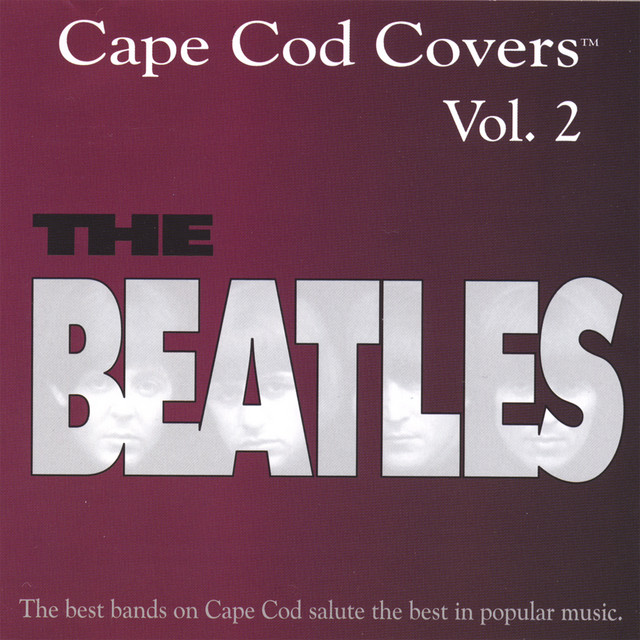 Cape Cod Covers™
Vol. 2
THE
BEATLES
The best bands on Cape Cod salute the best in popular music.